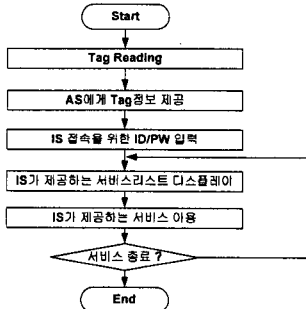 Start
Tag Reading
AS에게 Tag정보 제공
IS 접속을 위한 ID/PW 입력
IS가 제공하는 서비스리스트 디스플레이
IS가 제공하는 서비스 이용
서비스 종료 ?
End